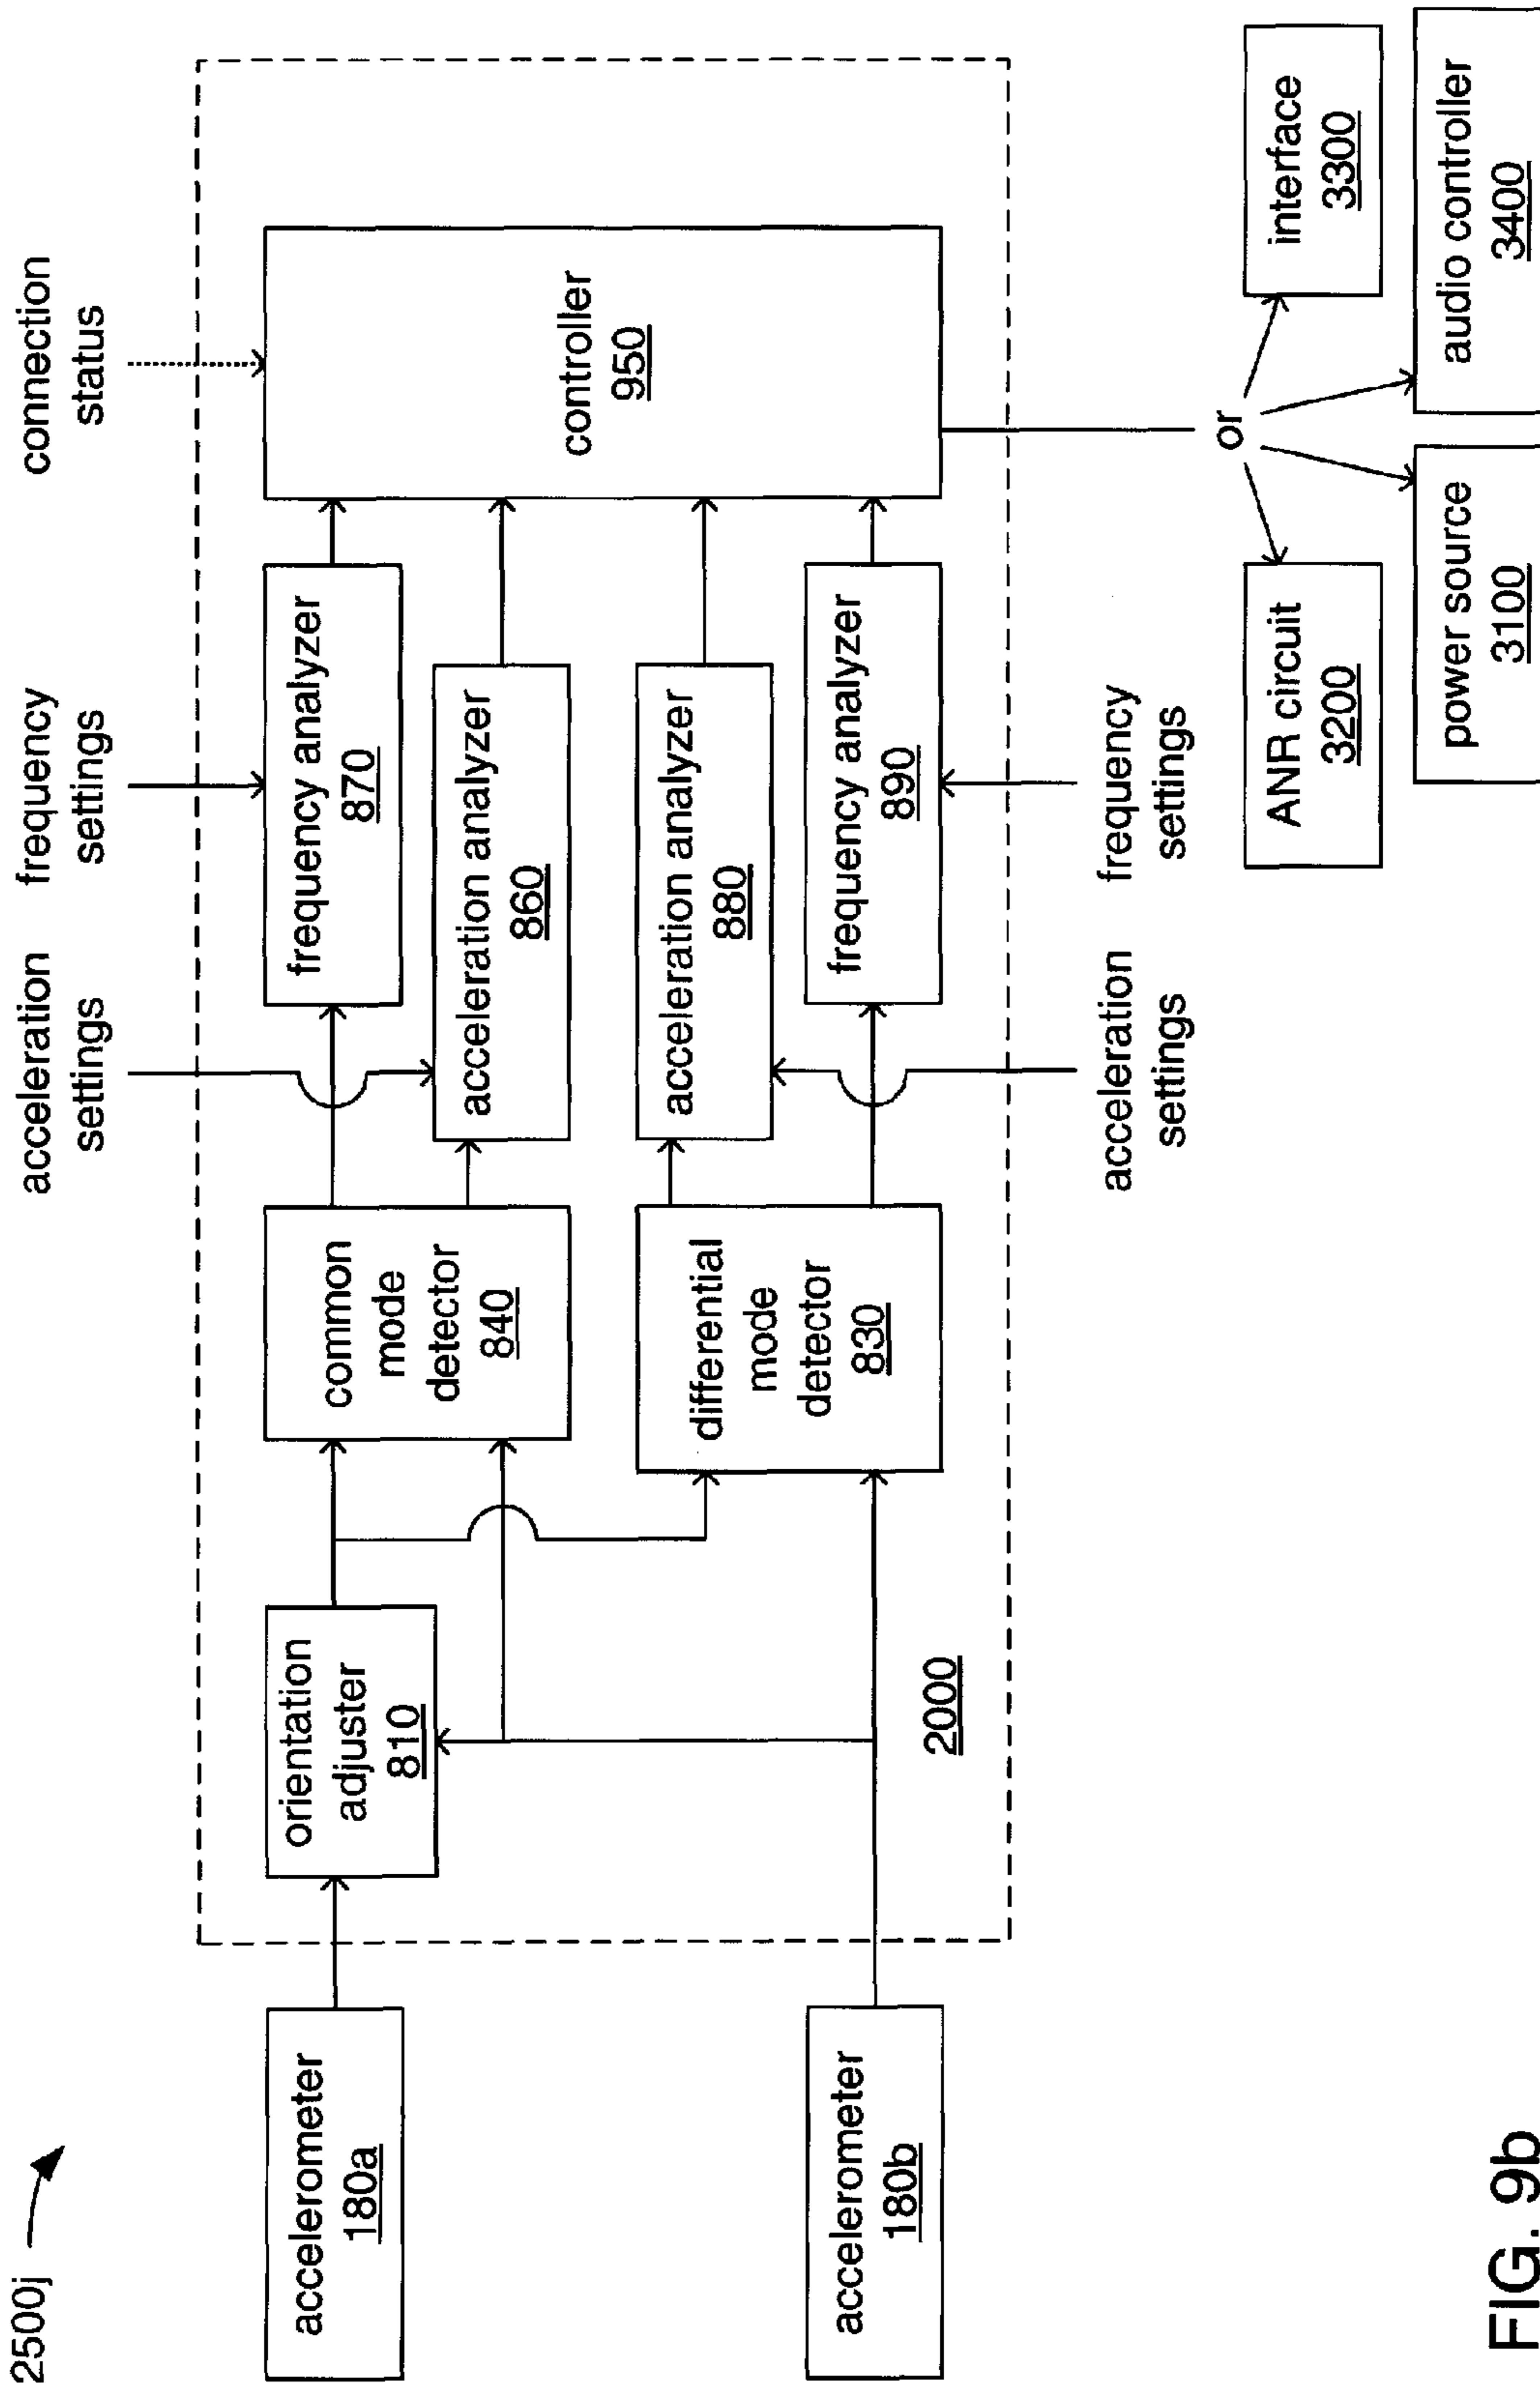 2500j
acceleration
settings
frequency
settings
connection
status
accelerometer
180a
orientation
adjuster
810
common
mode
detector
840
frequency analyzer
870
acceleration analyzer
860
controller
950
accelerometer
180b
2000
differential
mode
detector
830
acceleration analyzer
880
frequency analyzer
890
acceleration
settings
frequency
settings
or
ANR circuit
3200
interface
3300
power source
3100
audio controller
3400
FIG. 9b